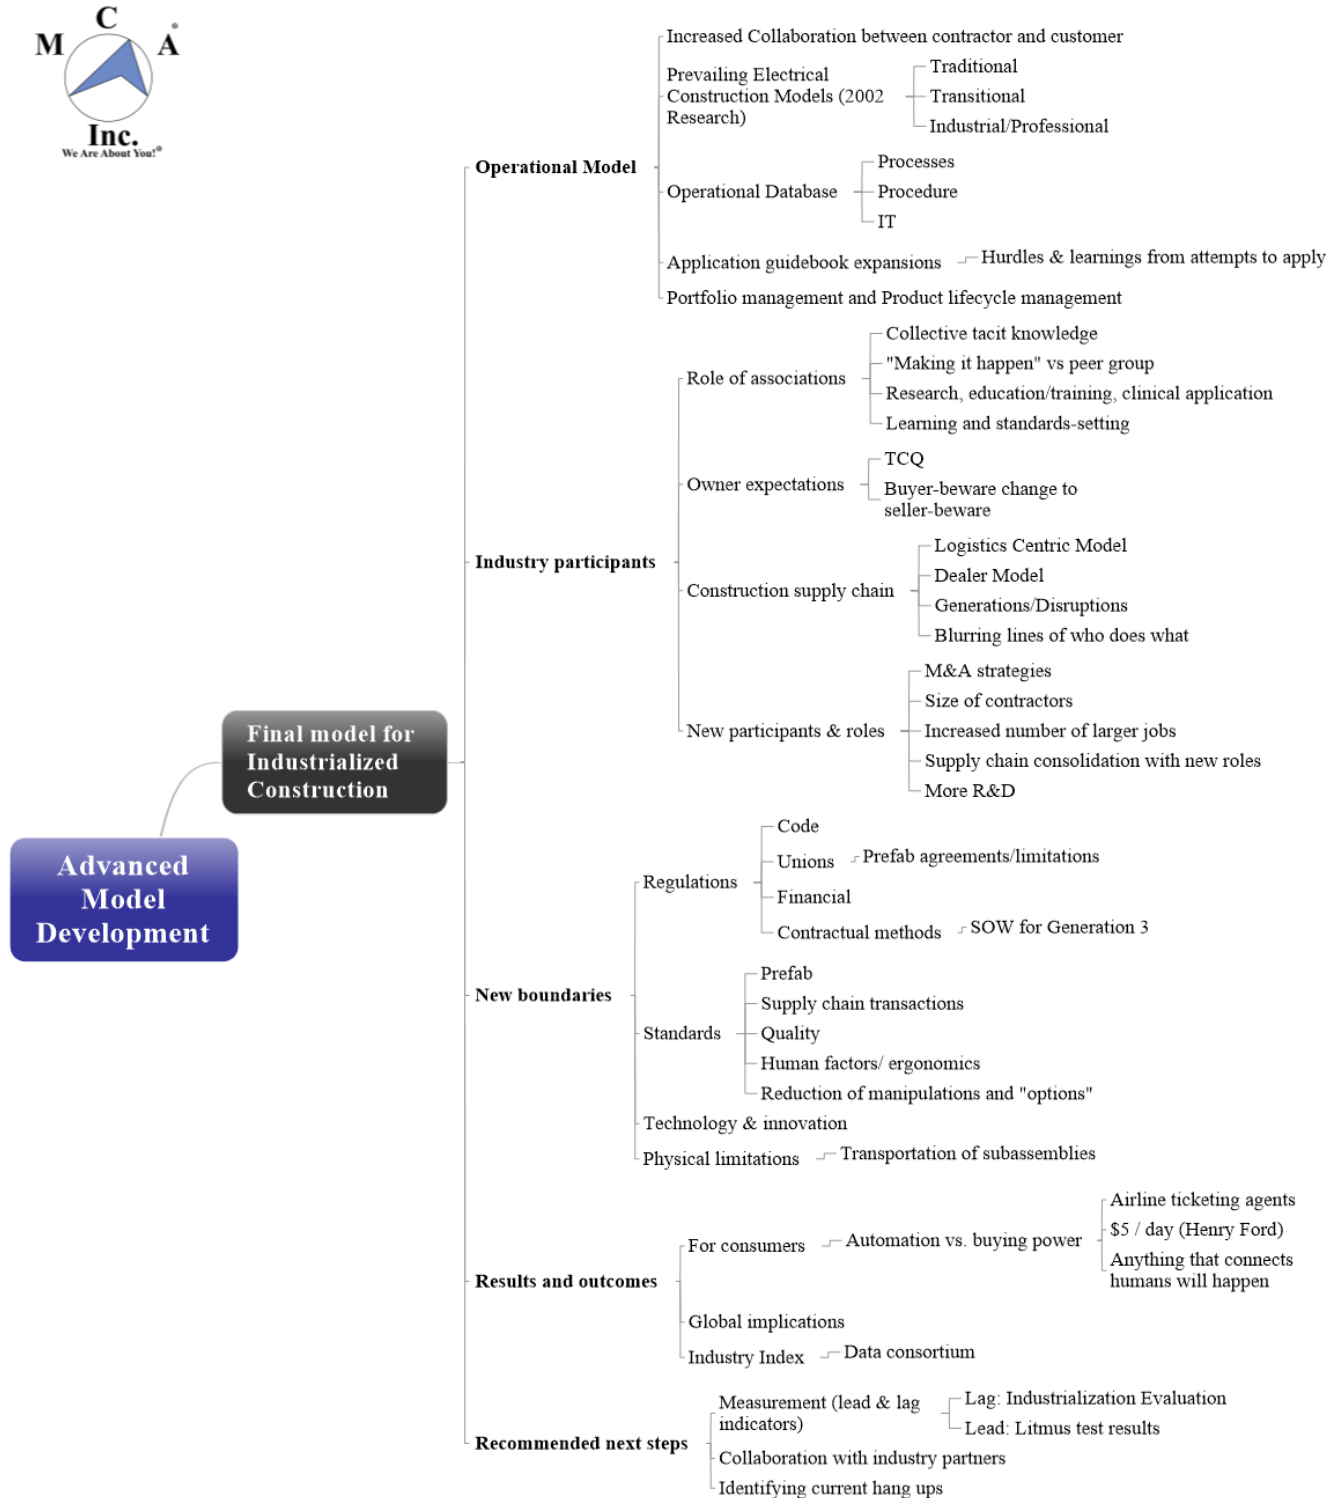 C
M A®
Inc.
We Are About You!®
Increased Collaboration between contractor and customer
Prevailing Electrical
Construction Models (2002
Research)
Traditional
Transitional
Industrial/Professional
Operational Model
Operational Database
Processes
Procedure
IT
Application guidebook expansions
Hurdles & learnings from attempts to apply
Portfolio management and Product lifecycle management
Industry participants
Role of associations
Collective tacit knowledge
"Making it happen" vs peer group
Research, education/training, clinical application
Learning and standards-setting
Owner expectations
TCQ
Buyer-beware change to
seller-beware
Construction supply chain
Logistics Centric Model
Dealer Model
Generations/Disruptions
Blurring lines of who does what
New participants & roles
M&A strategies
Size of contractors
Increased number of larger jobs
Supply chain consolidation with new roles
More R&D
Final model for
Industrialized
Construction
Advanced
Model
Development
New boundaries
Regulations
Code
Unions
Prefab agreements/limitations
Financial
Contractual methods
SOW for Generation 3
Standards
Prefab
Supply chain transactions
Quality
Human factors/ ergonomics
Reduction of manipulations and "options"
Technology & innovation
Physical limitations
Transportation of subassemblies
Results and outcomes
For consumers
Automation vs. buying power
Airline ticketing agents
$5 / day (Henry Ford)
Anything that connects
humans will happen
Global implications
Industry Index
Data consortium
Recommended next steps
Measurement (lead & lag
indicators)
Lag: Industrialization Evaluation
Lead: Litmus test results
Collaboration with industry partners
Identifying current hang ups